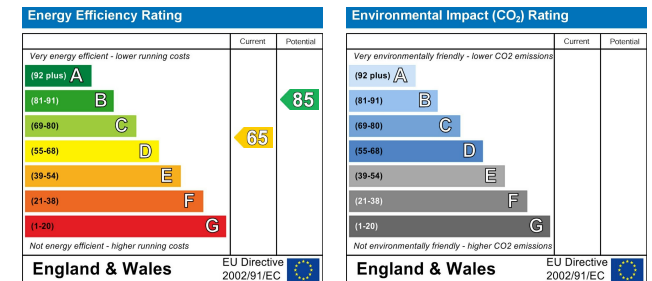 Energy Efficiency Rating
Current Potential
Very energy efficient - lower running costs
(92 plus) A
(81-91) B
85
(69-80) C
65
(55-68) D
(39-54) E
(21-38) F
(1-20) G
Not energy efficient - higher running costs
England & Wales
EU Directive
2002/91/EC
Environmental Impact (CO₂) Rating
Current Potential
Very environmentally friendly - lower CO2 emissions
(92 plus) A
(81-91) B
(69-80) C
(55-68) D
(39-54) E
(21-38) F
(1-20) G
Not environmentally friendly - higher CO2 emissions
England & Wales
EU Directive
2002/91/EC